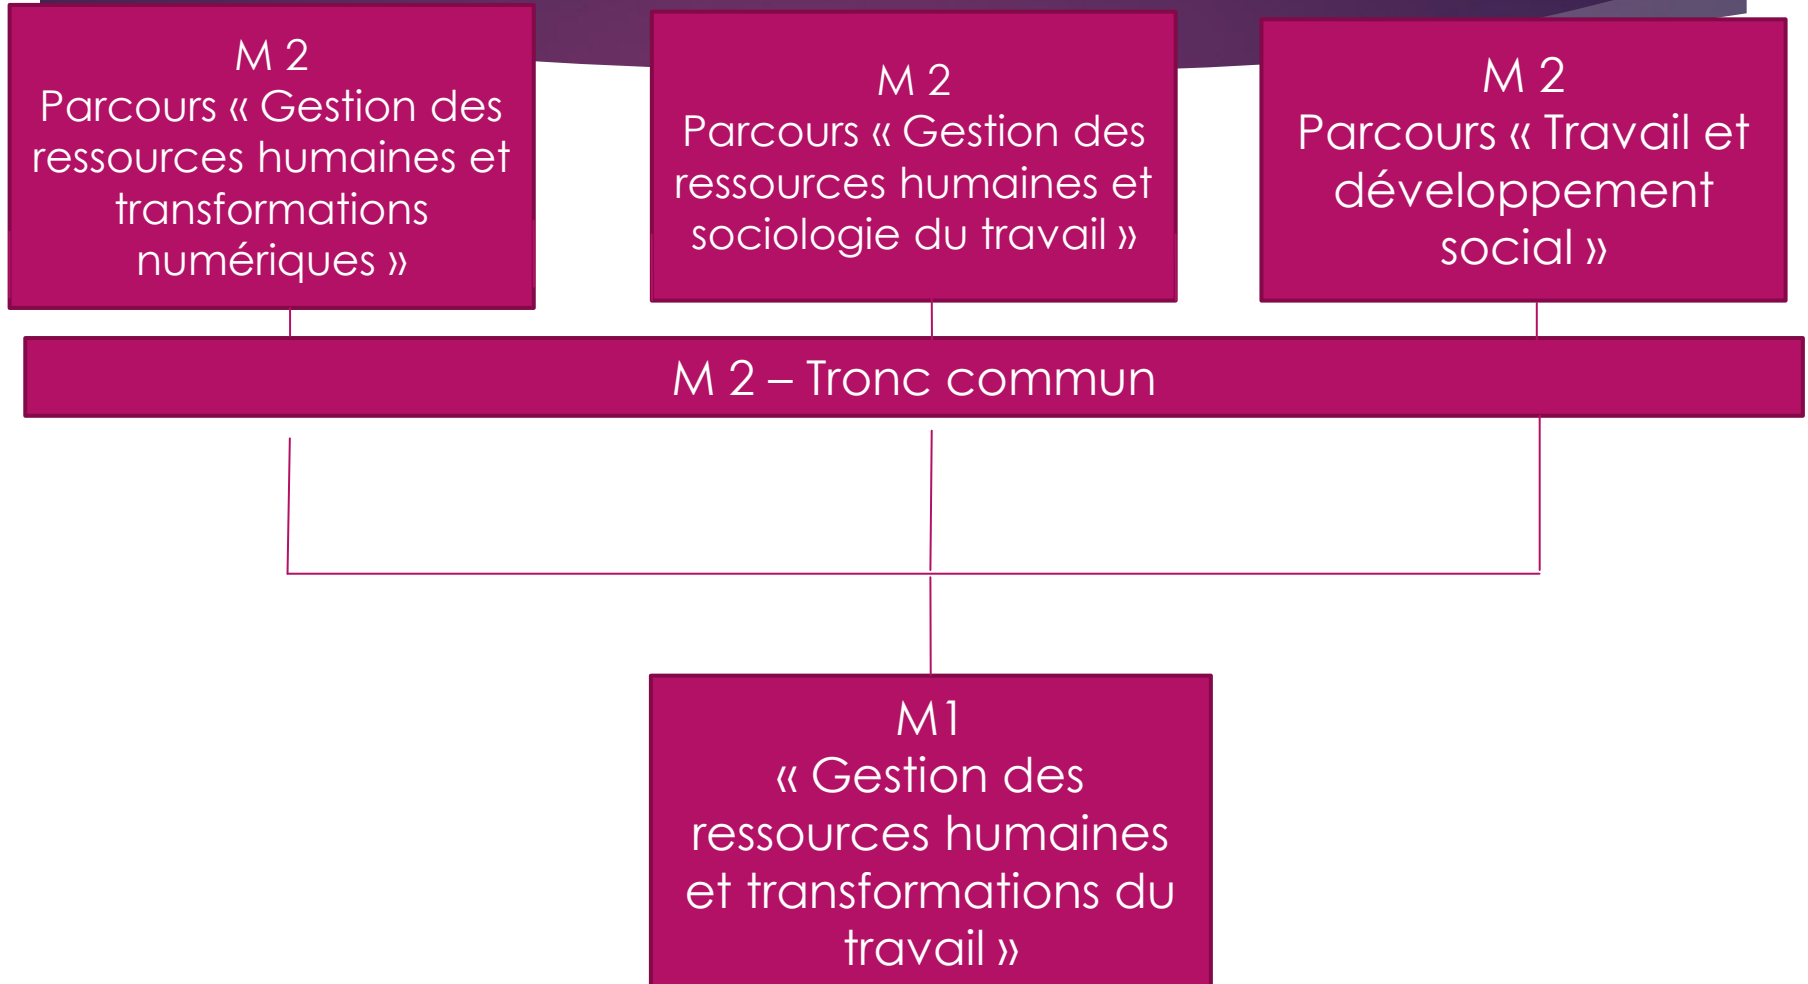 M 2
Parcours « Gestion des
ressources humaines et
transformations
numériques »
M 2
Parcours « Gestion des
ressources humaines et
sociologie du travail »
M 2
Parcours « Travail et
développement
social »
M 2 – Tronc commun
M1
« Gestion des
ressources humaines
et transformations du
travail »